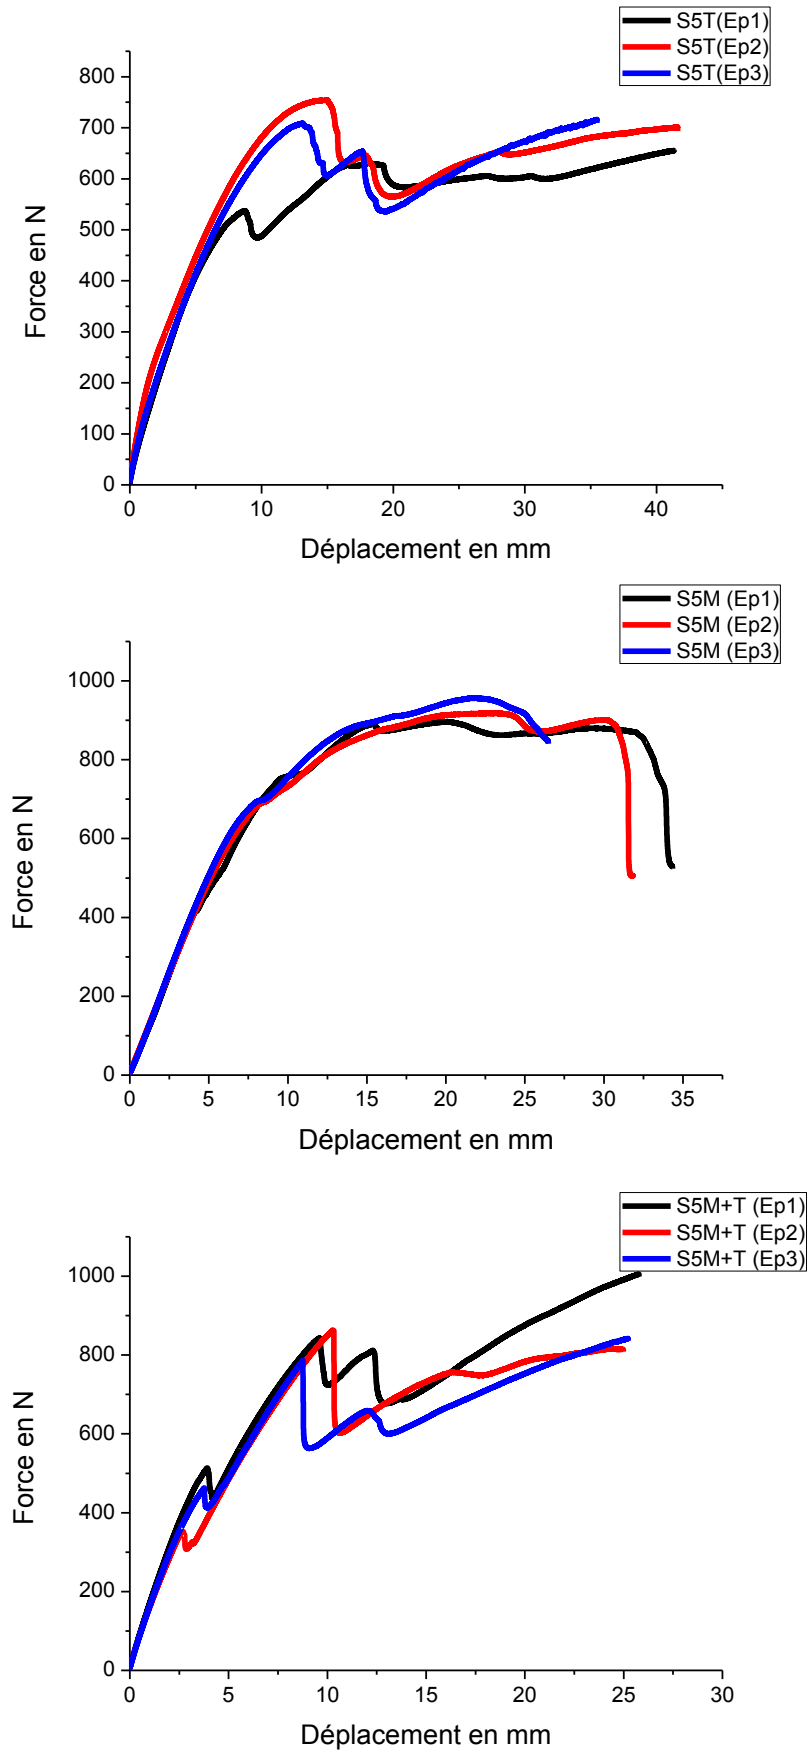 S5T(Ep1)
S5T(Ep2)
S5T(Ep3)
800
700
600
500
400
300
200
100
0
Force en N
0 10 20 30 40
Déplacement en mm
S5M (Ep1)
S5M (Ep2)
S5M (Ep3)
1000
800
600
400
200
0
Force en N
0 5 10 15 20 25 30 35
Déplacement en mm
S5M+T (Ep1)
S5M+T (Ep2)
S5M+T (Ep3)
1000
800
600
400
200
0
Force en N
0 5 10 15 20 25 30
Déplacement en mm